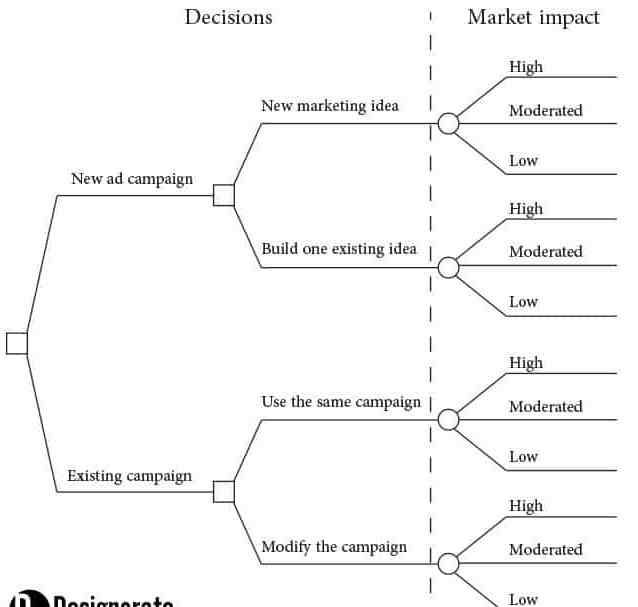 Decisions
Market impact
High
New marketing idea
Moderated
Low
New ad campaign
High
Build one existing idea
Moderated
Low
High
Use the same campaign
Moderated
Low
Existing campaign
High
Modify the campaign
Moderated
Low
Designorate